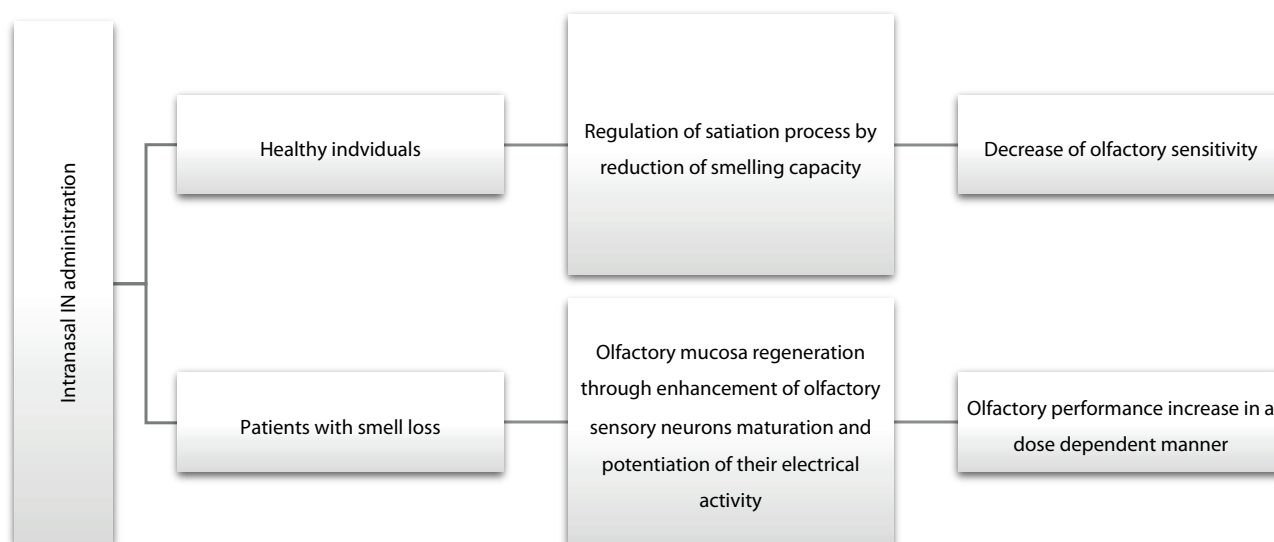 Intranasal IN administration
Healthy indviduals
Regulation of satiation process by
reduction of smelling capacity
Decrease of olfactory sensitivity
Patients with smell loss
Olfactory mucosa regeneration
through enhancement of olfactory
sensory neurons maturation and
potentiation of their electrical
activity
Olfactory performance increase in a
dose dependent manner